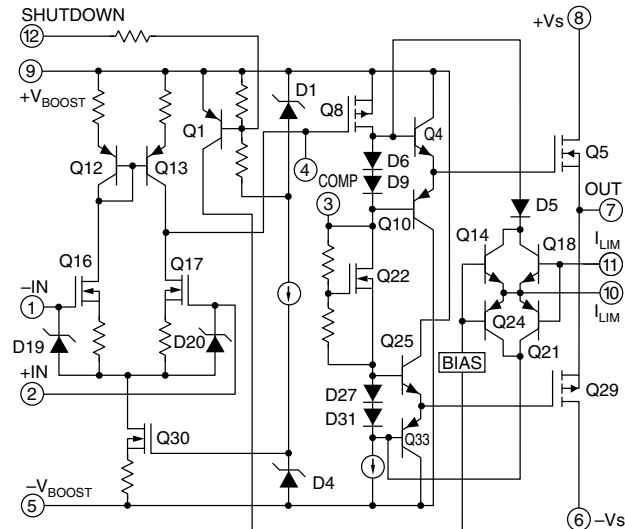 SHUTDOWN
12
+Vs
8
9
+VBOOST
D1
Q8
Q4
Q1
Q12
Q13
D6
Q5
4
D9
COMP
3
Q10
D5
OUT
7
Q14
Q18
ILIM
11
Q16
Q17
Q22
10
–IN
1
Q24
ILIM
Q25
Q21
D19
D20
BIAS
+IN
2
D27
Q29
D31
Q30
Q33
–VBOOST
5
D4
6
–Vs